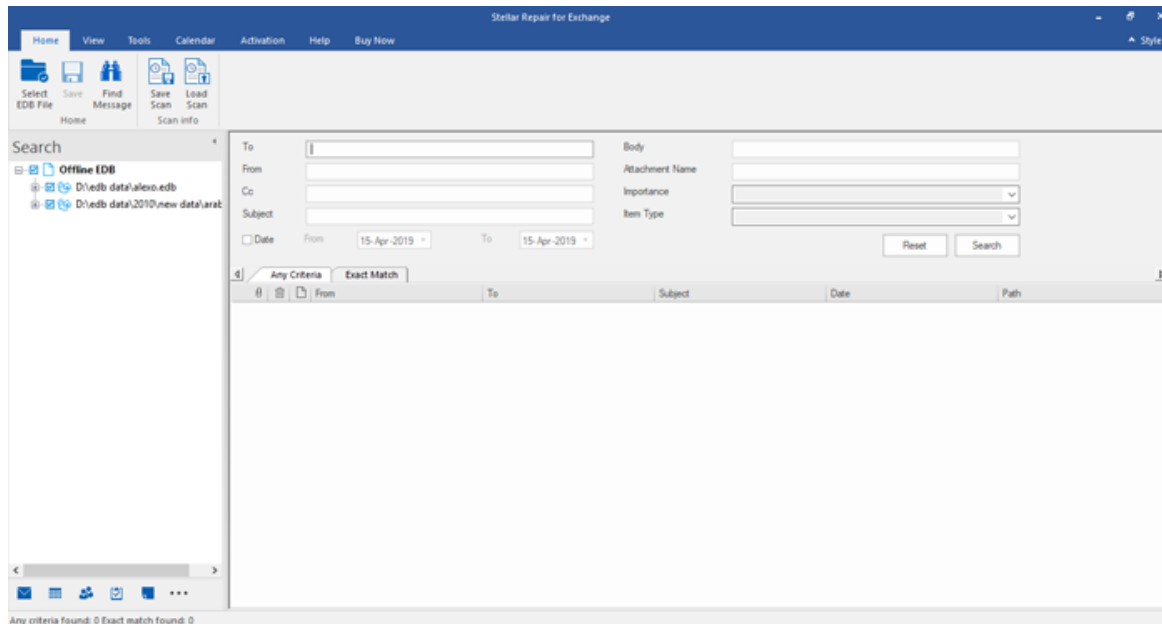 Stellar Repair for Exchange
Home View Tools Calendar Activation Help Buy Now Style
Select EDB File
Save
Find Message
Save Scan
Load Scan
Home
Scan info
Search
Offline EDB
D:\edb data\alexo.edb
D:\edb data\2010\new data\arab
To
From
Cc
Subject
Date From 15-Apr-2019 To 15-Apr-2019
Body
Attachment Name
Importance
Item Type
Reset Search
Any Criteria Exact Match
From To Subject Date Path
Any criteria found: 0 Exact match found: 0